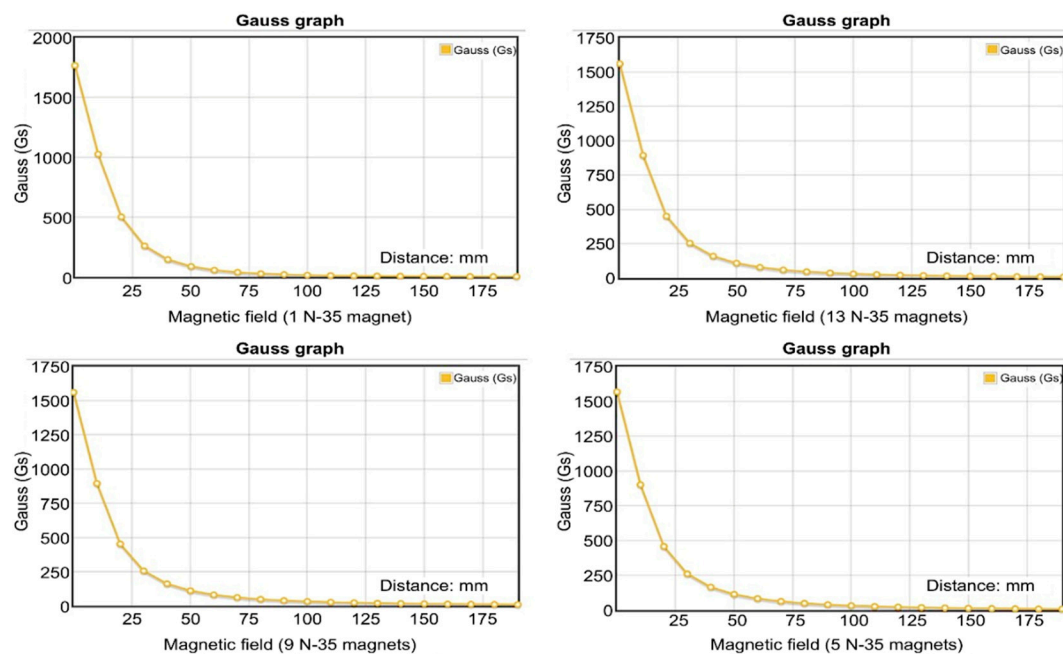 Gauss graph
2000
1500
1000
500
0
Gauss (Gs)
Gauss (Gs)
Distance: mm
25 50 75 100 125 150 175
Magnetic field (1 N-35 magnet)
Gauss graph
1750
1500
1250
1000
750
500
250
0
Gauss (Gs)
Gauss (Gs)
Distance: mm
25 50 75 100 125 150 175
Magnetic field (13 N-35 magnets)
Gauss graph
1750
1500
1250
1000
750
500
250
0
Gauss (Gs)
Gauss (Gs)
Distance: mm
25 50 75 100 125 150 175
Magnetic field (9 N-35 magnets)
Gauss graph
1750
1500
1250
1000
750
500
250
0
Gauss (Gs)
Gauss (Gs)
Distance: mm
25 50 75 100 125 150 175
Magnetic field (5 N-35 magnets)